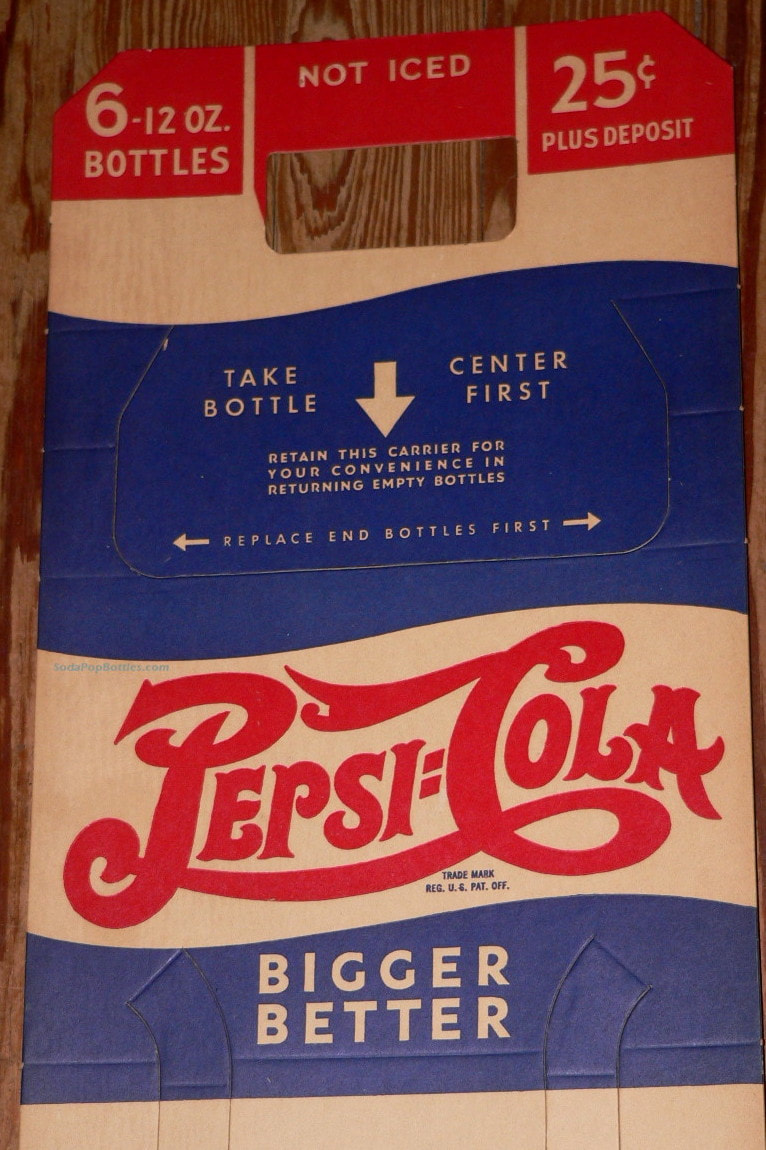 NOT ICED
6-12 OZ.
BOTTLES
25¢
PLUS DEPOSIT
TAKE
BOTTLE
CENTER
FIRST
RETAIN THIS CARRIER FOR
YOUR CONVENIENCE IN
RETURNING EMPTY BOTTLES
REPLACE END BOTTLES FIRST
SodaPopBottles.com
PEPSI=COLA
TRADE MARK
REG. U.S. PAT. OFF.
BIGGER
BETTER